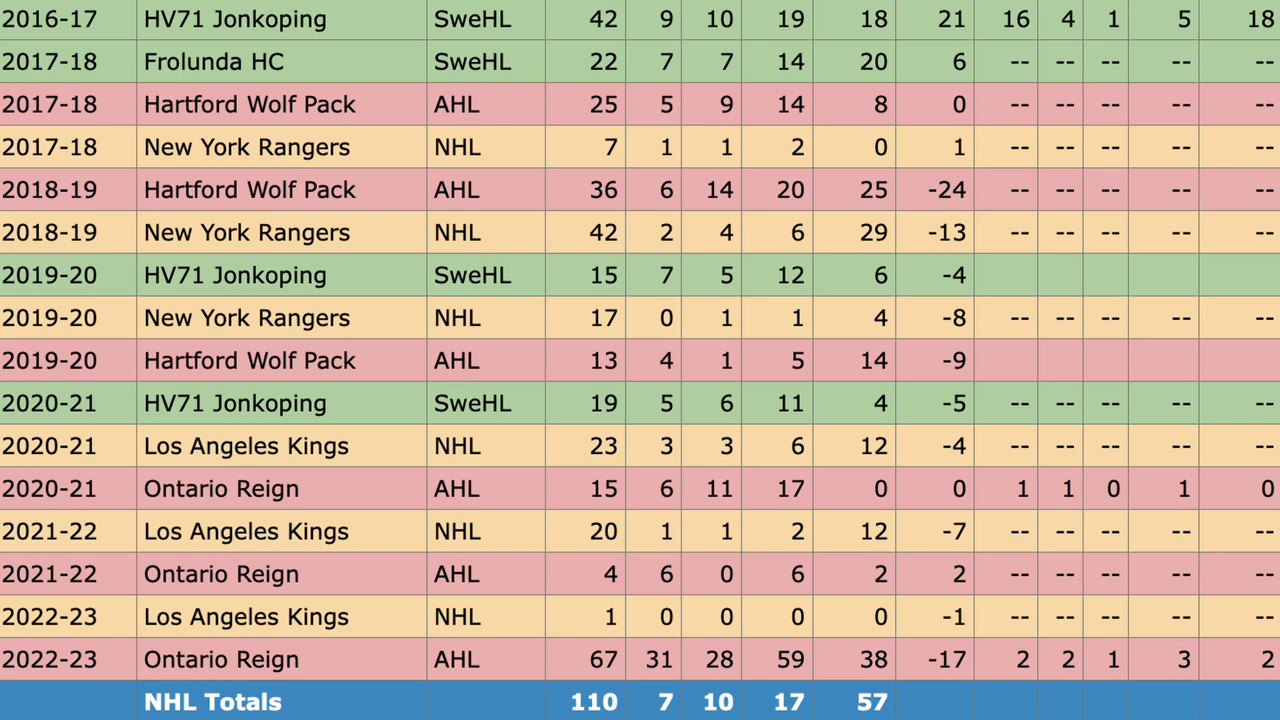 2016-17 HV71 Jonkoping SweHL 42 9 10 19 18 21 16 4 1 5 18
2017-18 Frolunda HC SweHL 22 7 7 14 20 6 -- -- -- -- --
2017-18 Hartford Wolf Pack AHL 25 5 9 14 8 0 -- -- -- -- --
2017-18 New York Rangers NHL 7 1 1 2 0 1 -- -- -- -- --
2018-19 Hartford Wolf Pack AHL 36 6 14 20 25 -24 -- -- -- -- --
2018-19 New York Rangers NHL 42 2 4 6 29 -13 -- -- -- -- --
2019-20 HV71 Jonkoping SweHL 15 7 5 12 6 -4
2019-20 New York Rangers NHL 17 0 1 1 4 -8 -- -- -- -- --
2019-20 Hartford Wolf Pack AHL 13 4 1 5 14 -9
2020-21 HV71 Jonkoping SweHL 19 5 6 11 4 -5 -- -- -- -- --
2020-21 Los Angeles Kings NHL 23 3 3 6 12 -4 -- -- -- -- --
2020-21 Ontario Reign AHL 15 6 11 17 0 0 1 1 0 1 0
2021-22 Los Angeles Kings NHL 20 1 1 2 12 -7 -- -- -- -- --
2021-22 Ontario Reign AHL 4 6 0 6 2 2 -- -- -- -- --
2022-23 Los Angeles Kings NHL 1 0 0 0 0 -1 -- -- -- -- --
2022-23 Ontario Reign AHL 67 31 28 59 38 -17 2 2 1 3 2
NHL Totals 110 7 10 17 57